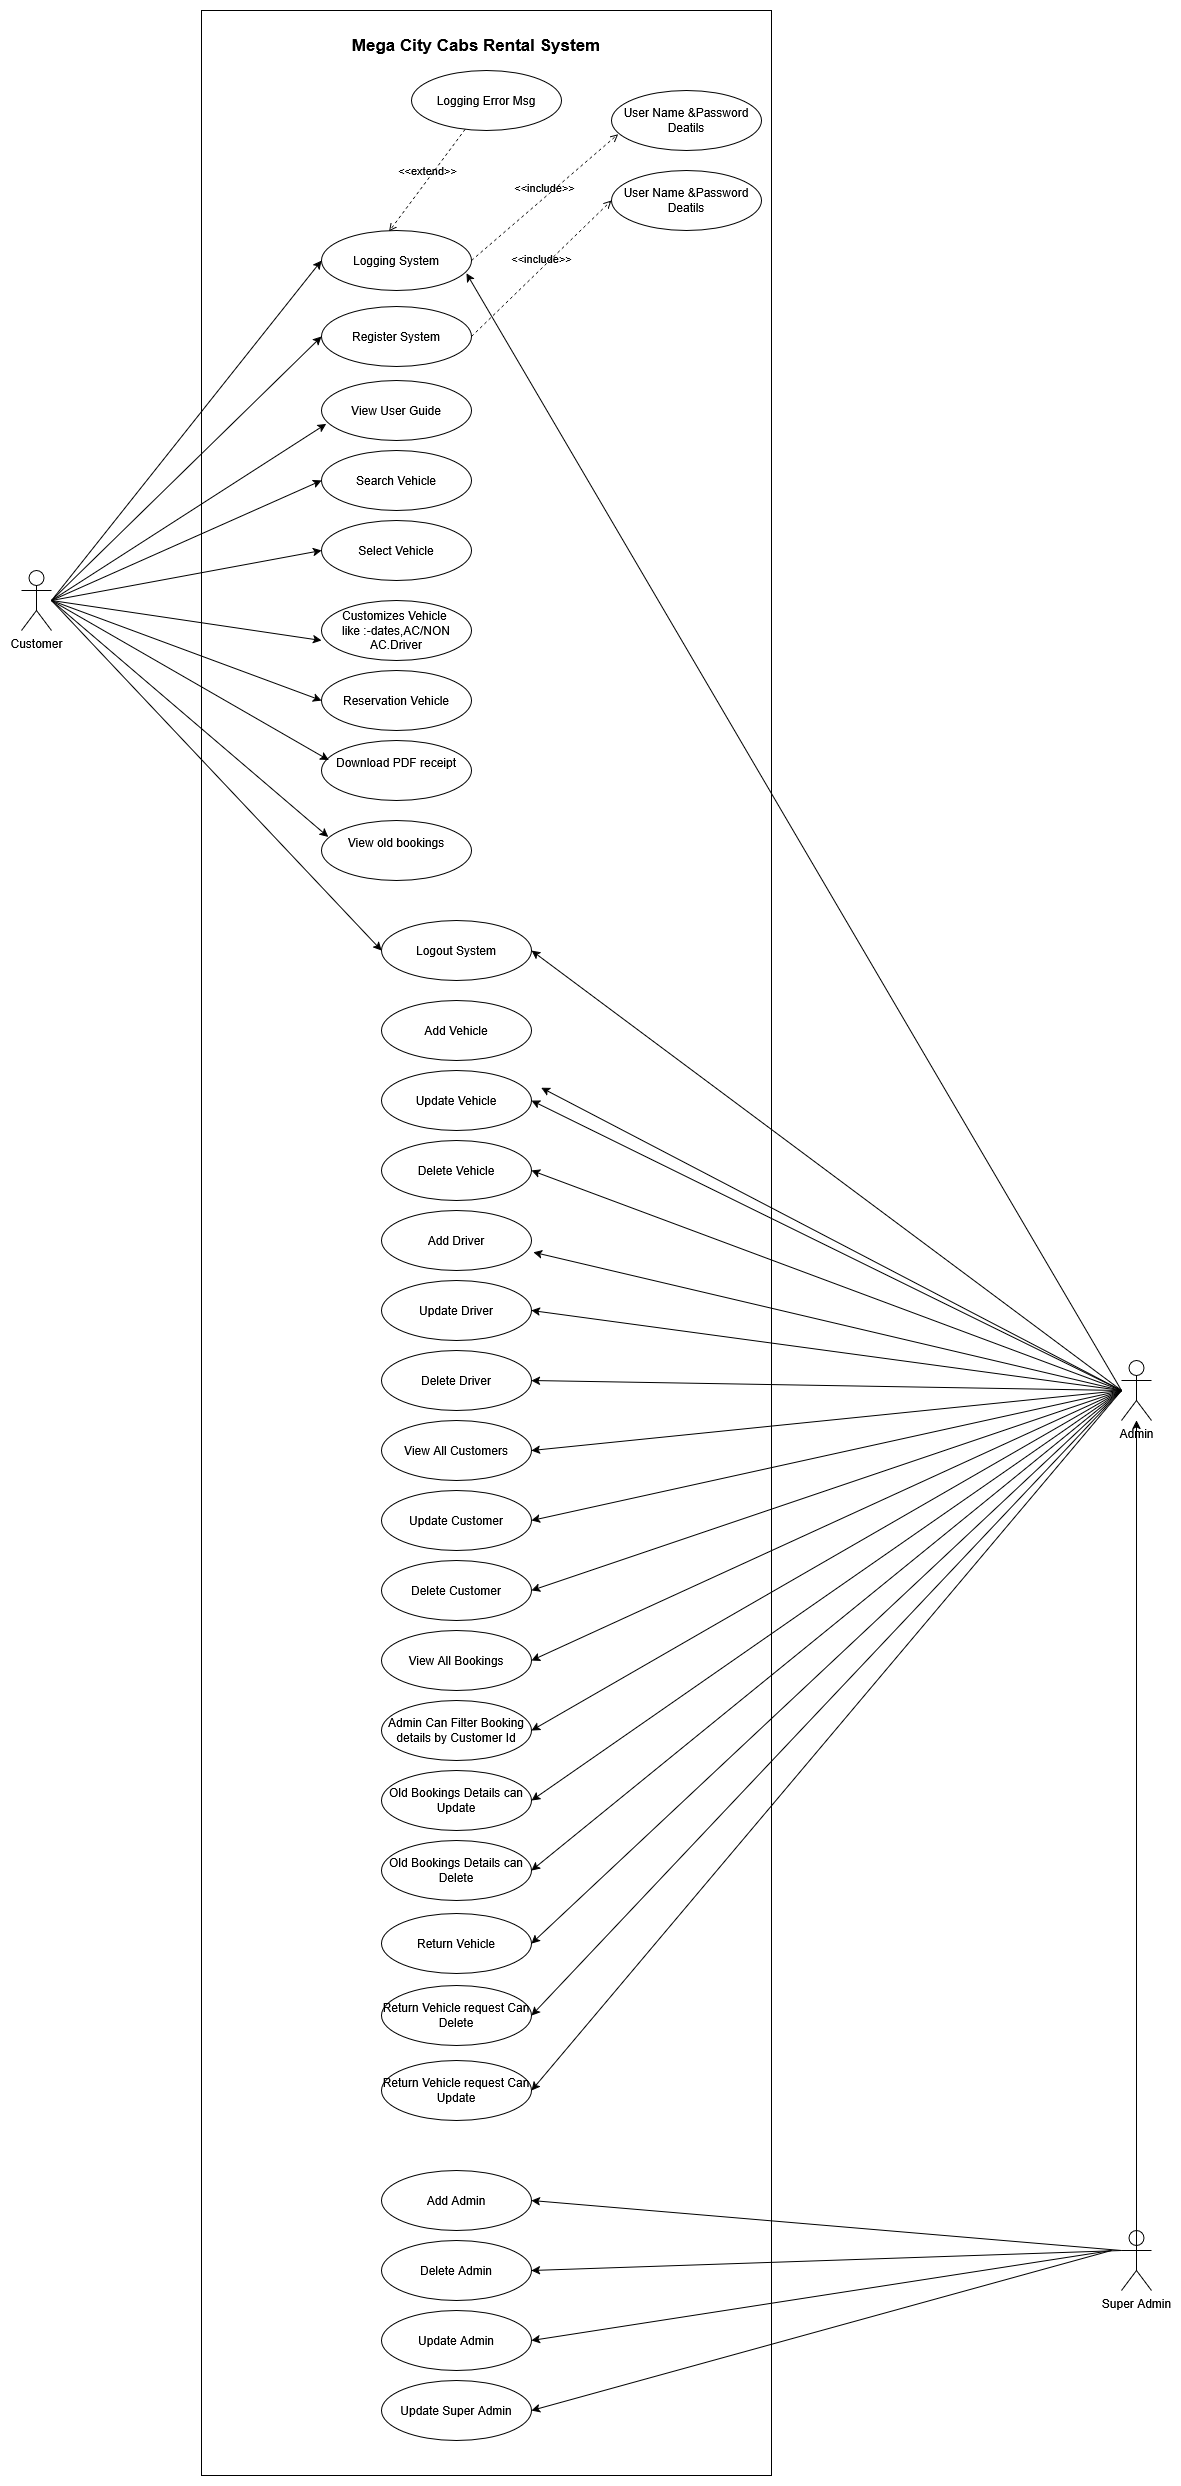 Mega City Cabs Rental System
Logging Error Msg
User Name &Password
Deatils
<<extend>>
<<include>>
User Name &Password
Deatils
Logging System
<<include>>
Register System
View User Guide
Search Vehicle
Select Vehicle
Customer
Customizes Vehicle
like :-dates,AC/NON
AC.Driver
Reservation Vehicle
Download PDF receipt
View old bookings
Logout System
Add Vehicle
Update Vehicle
Delete Vehicle
Add Driver
Update Driver
Delete Driver
Admin
View All Customers
Update Customer
Delete Customer
View All Bookings
Admin Can Filter Booking
details by Customer Id
Old Bookings Details can
Update
Old Bookings Details can
Delete
Return Vehicle
Return Vehicle request Can
Delete
Return Vehicle request Can
Update
Add Admin
Delete Admin
Super Admin
Update Admin
Update Super Admin